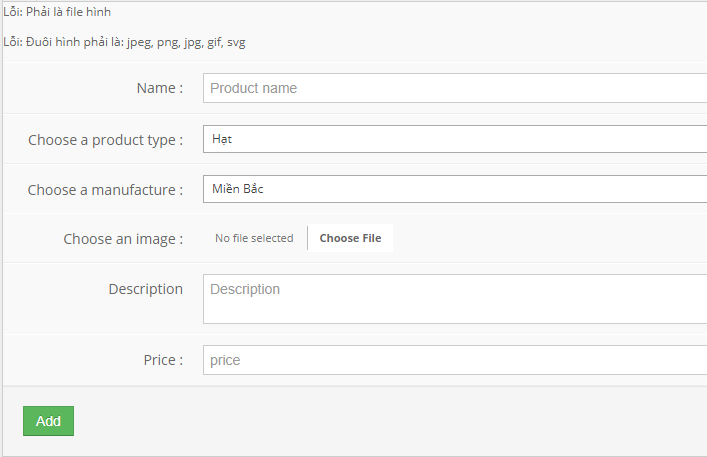 Lỗi: Phải là file hình
Lỗi: Đuôi hình phải là: jpeg, png, jpg, gif, svg
Name : Product name
Choose a product type : Hạt
Choose a manufacture : Miền Bắc
Choose an image : No file selected Choose File
Description Description
Price : price
Add